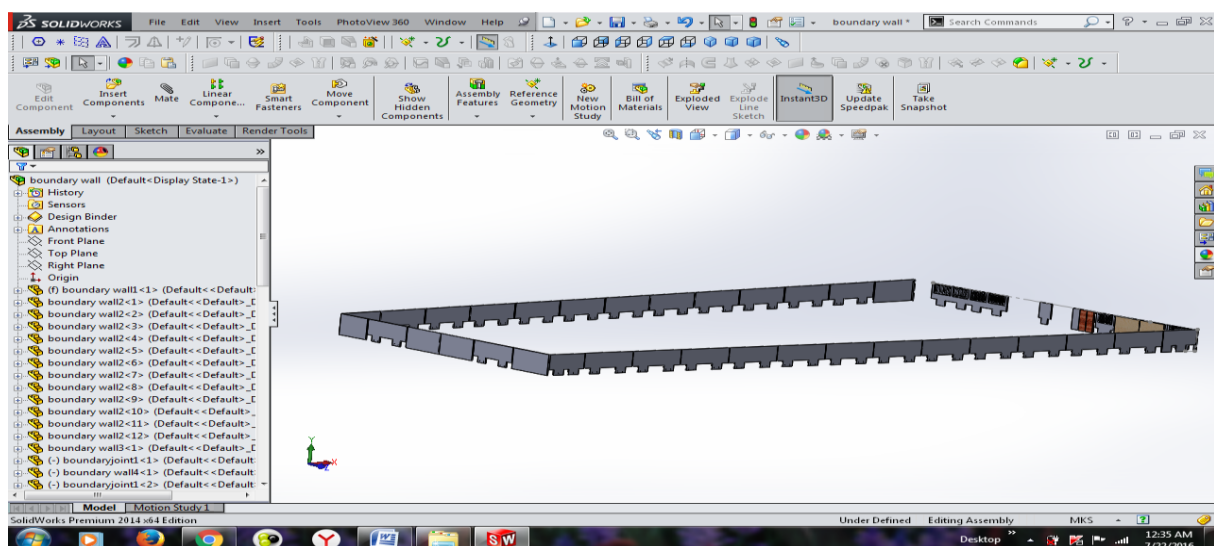 SOLIDWORKS File Edit View Insert Tools PhotoView 360 Window Help boundary wall * Search Commands
Edit Component
Insert Components
Mate
Linear Compone...
Smart Fasteners
Move Component
Show Hidden Components
Assembly Features
Reference Geometry
New Motion Study
Bill of Materials
Exploded View
Explode Line Sketch
Instant3D
Update Speedpak
Take Snapshot
Assembly Layout Sketch Evaluate Render Tools
boundary wall (Default<Display State-1>)
History
Sensors
Design Binder
Annotations
Front Plane
Top Plane
Right Plane
Origin
(f) boundary wall1<1> (Default<<Default
boundary wall2<1> (Default<<Default>_D
boundary wall2<2> (Default<<Default>_D
boundary wall2<3> (Default<<Default>_D
boundary wall2<4> (Default<<Default>_D
boundary wall2<5> (Default<<Default>_D
boundary wall2<6> (Default<<Default>_D
boundary wall2<7> (Default<<Default>_D
boundary wall2<8> (Default<<Default>_D
boundary wall2<9> (Default<<Default>_D
boundary wall2<10> (Default<<Default>_
boundary wall2<11> (Default<<Default>_
boundary wall2<12> (Default<<Default>_
boundary wall3<1> (Default<<Default>_D
(-) boundaryjoint1<1> (Default<<Default
(-) boundary wall4<1> (Default<<Default
(-) boundaryjoint1<2> (Default<<Default
Y
X
Z
Model Motion Study 1
SolidWorks Premium 2014 x64 Edition Under Defined Editing Assembly MKS
Desktop 12:35 AM
7/22/2016